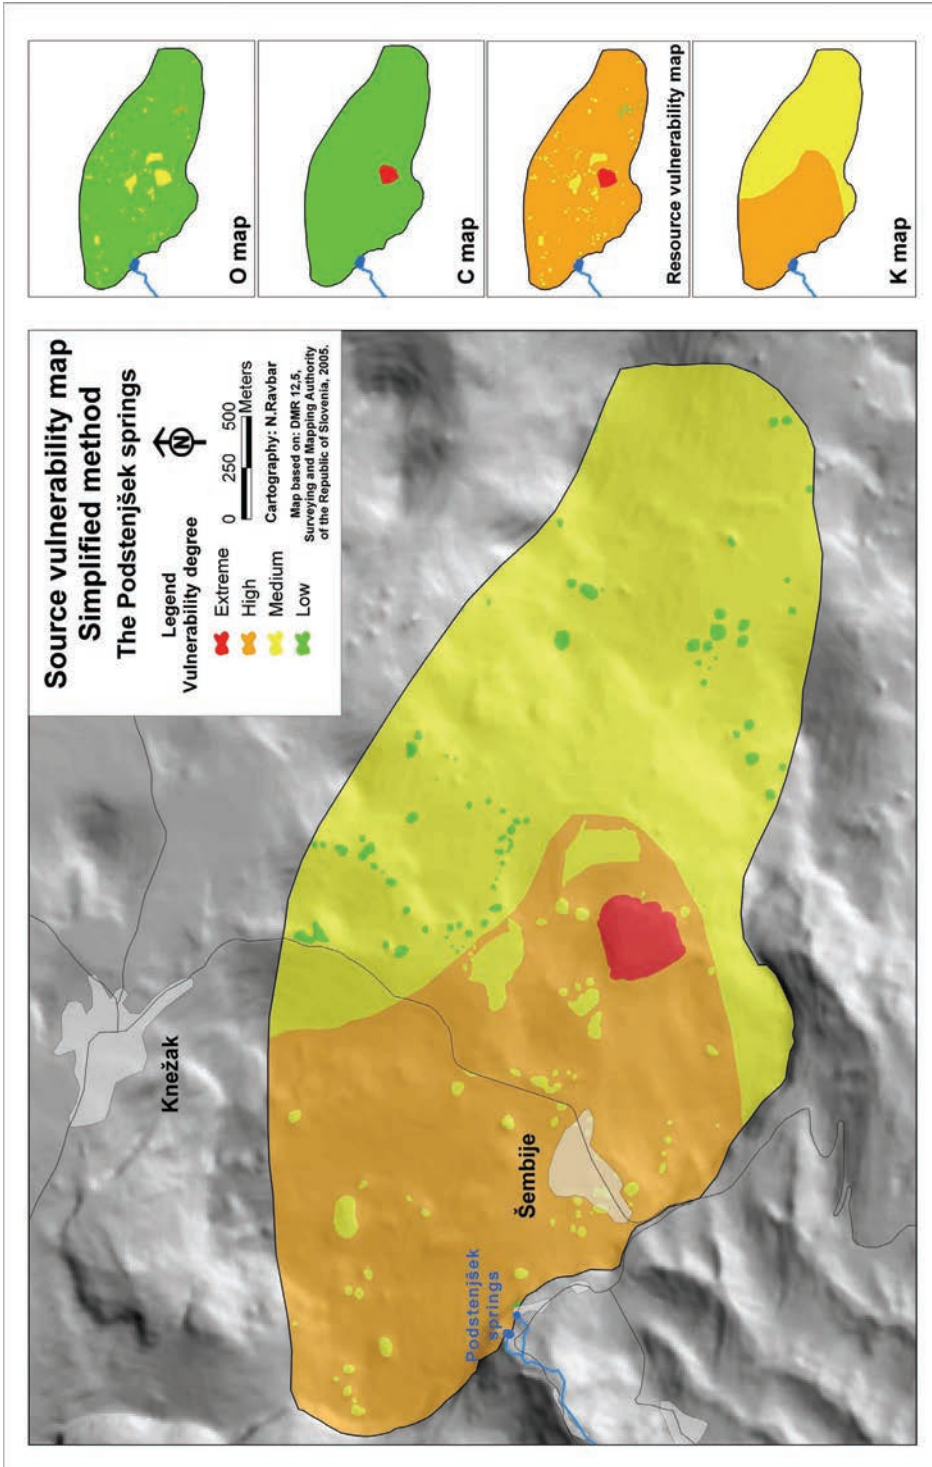 Source vulnerability map
Simplified method
The Podstenjšek springs
N
Legend
Vulnerability degree
Extreme
High
Medium
Low
0 250 500
Meters
Cartography: N.Ravbar
Map based on: DMR 12,5,
Surveying and Mapping Authority
of the Republic of Slovenia, 2005.
Knežak
Šembije
Podstenjšek
springs
O map
C map
Resource vulnerability map
K map